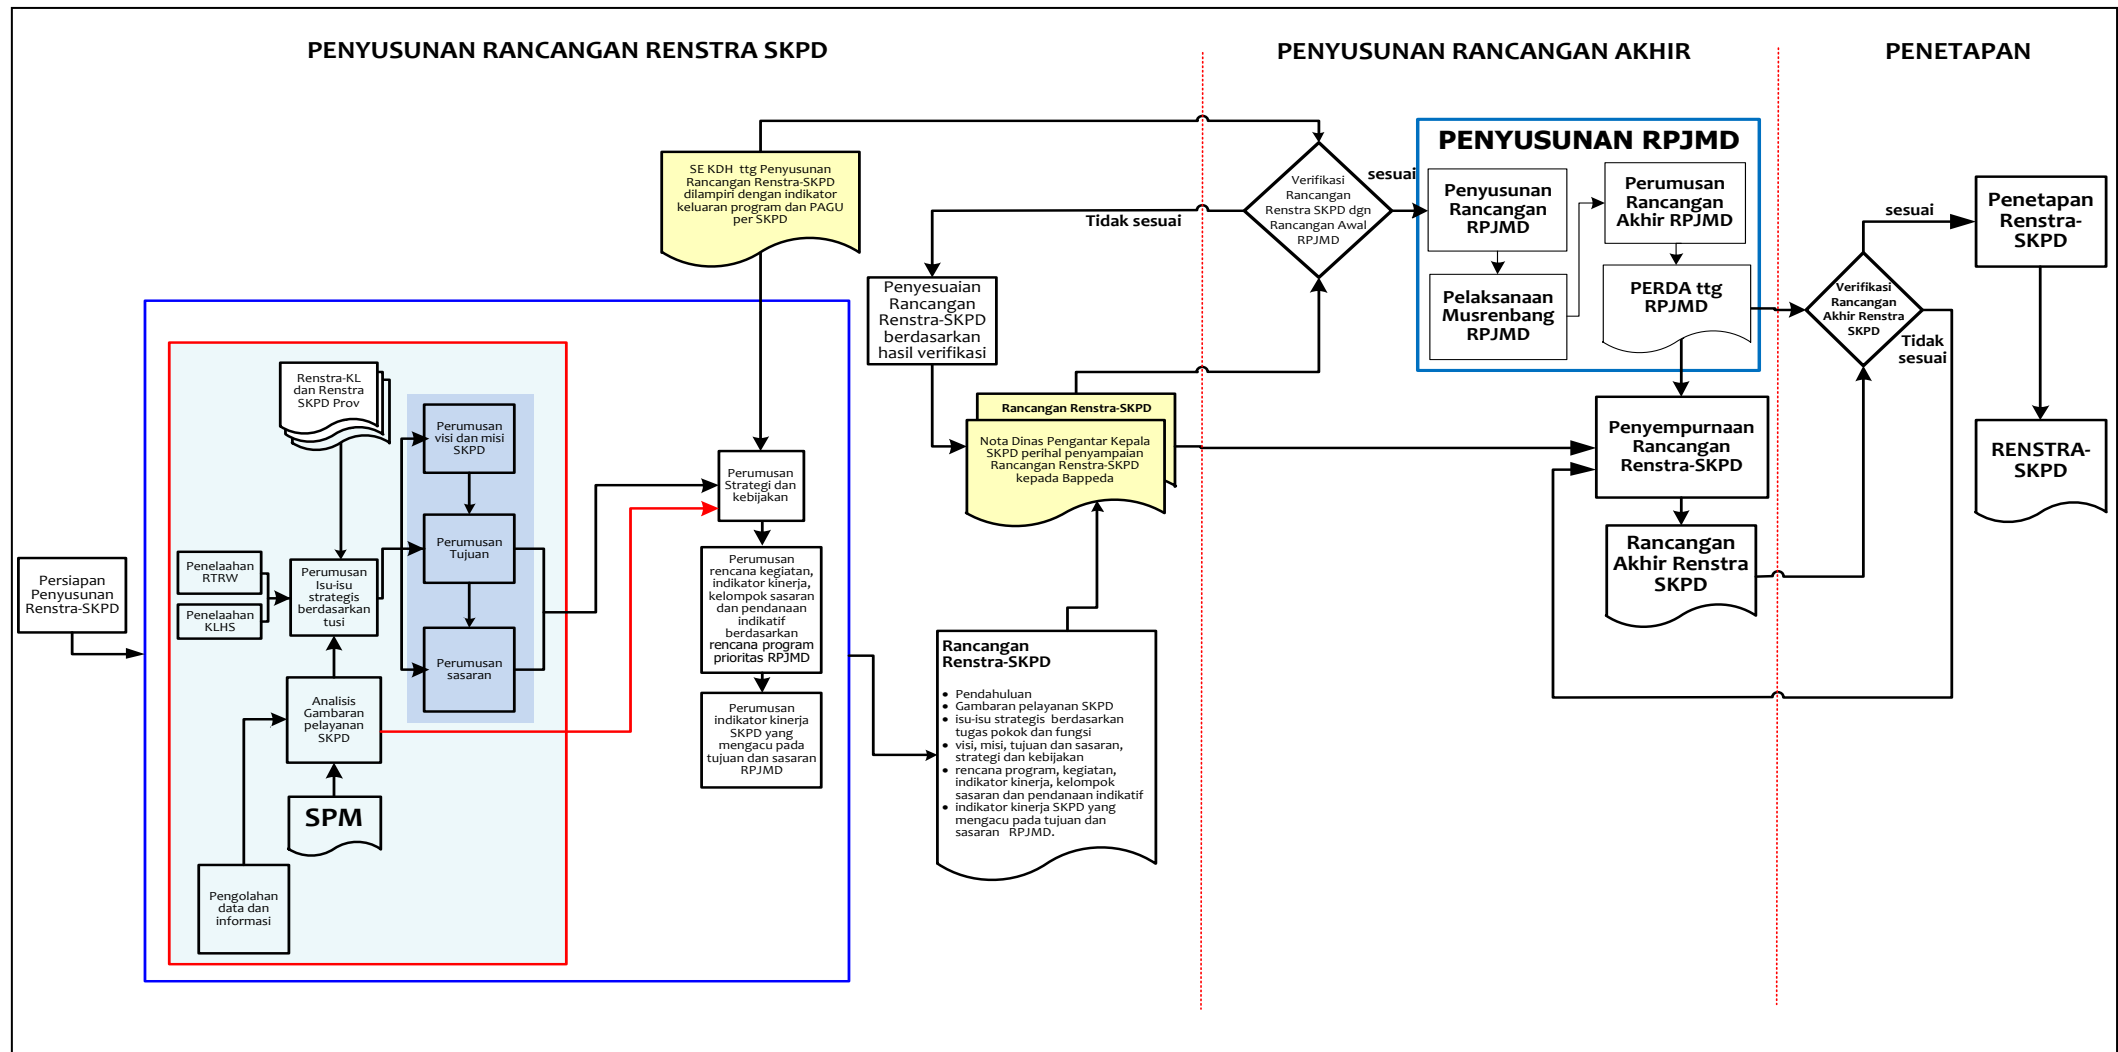 PENYUSUNAN RANCANGAN RENSTRA SKPD
PENYUSUNAN RANCANGAN AKHIR
PENETAPAN
SE KDH ttg Penyusunan
Rancangan Renstra-SKPD
dilampiri dengan indikator
keluaran program dan PAGU
per SKPD
Persiapan
Penyusunan
Renstra-SKPD
Renstra-KL
dan Renstra
SKPD Prov
Penelaahan
RTRW
Penelaahan
KLHS
Perumusan
Isu-isu
strategis
berdasarkan
tusi
Analisis
Gambaran
pelayanan
SKPD
SPM
Pengolahan
data dan
informasi
Perumusan
visi dan misi
SKPD
Perumusan
Tujuan
Perumusan
sasaran
Perumusan
Strategi dan
kebijakan
Perumusan
rencana kegiatan,
indikator kinerja,
kelompok sasaran
dan pendanaan
indikatif
berdasarkan
rencana program
prioritas RPJMD
Perumusan
indikator kinerja
SKPD yang
mengacu pada
tujuan dan sasaran
RPJMD
Tidak sesuai
Penyesuaian
Rancangan
Renstra-SKPD
berdasarkan
hasil verifikasi
Rancangan Renstra-SKPD
Nota Dinas Pengantar Kepala
SKPD perihal penyampaian
Rancangan Renstra-SKPD
kepada Bappeda
Rancangan
Renstra-SKPD
• Pendahuluan
• Gambaran pelayanan SKPD
• isu-isu strategis berdasarkan
tugas pokok dan fungsi
• visi, misi, tujuan dan sasaran,
strategi dan kebijakan
• rencana program, kegiatan,
indikator kinerja, kelompok
sasaran dan pendanaan indikatif
• indikator kinerja SKPD yang
mengacu pada tujuan dan
sasaran RPJMD.
Verifikasi
Rancangan
Renstra SKPD dgn
Rancangan Awal
RPJMD
sesuai
PENYUSUNAN RPJMD
Penyusunan
Rancangan
RPJMD
Pelaksanaan
Musrenbang
RPJMD
Perumusan
Rancangan
Akhir RPJMD
PERDA ttg
RPJMD
Penyempurnaan
Rancangan
Renstra-SKPD
Rancangan
Akhir Renstra
SKPD
Verifikasi
Rancangan
Akhir Renstra
SKPD
sesuai
Tidak
sesuai
Penetapan
Renstra-
SKPD
RENSTRA-
SKPD